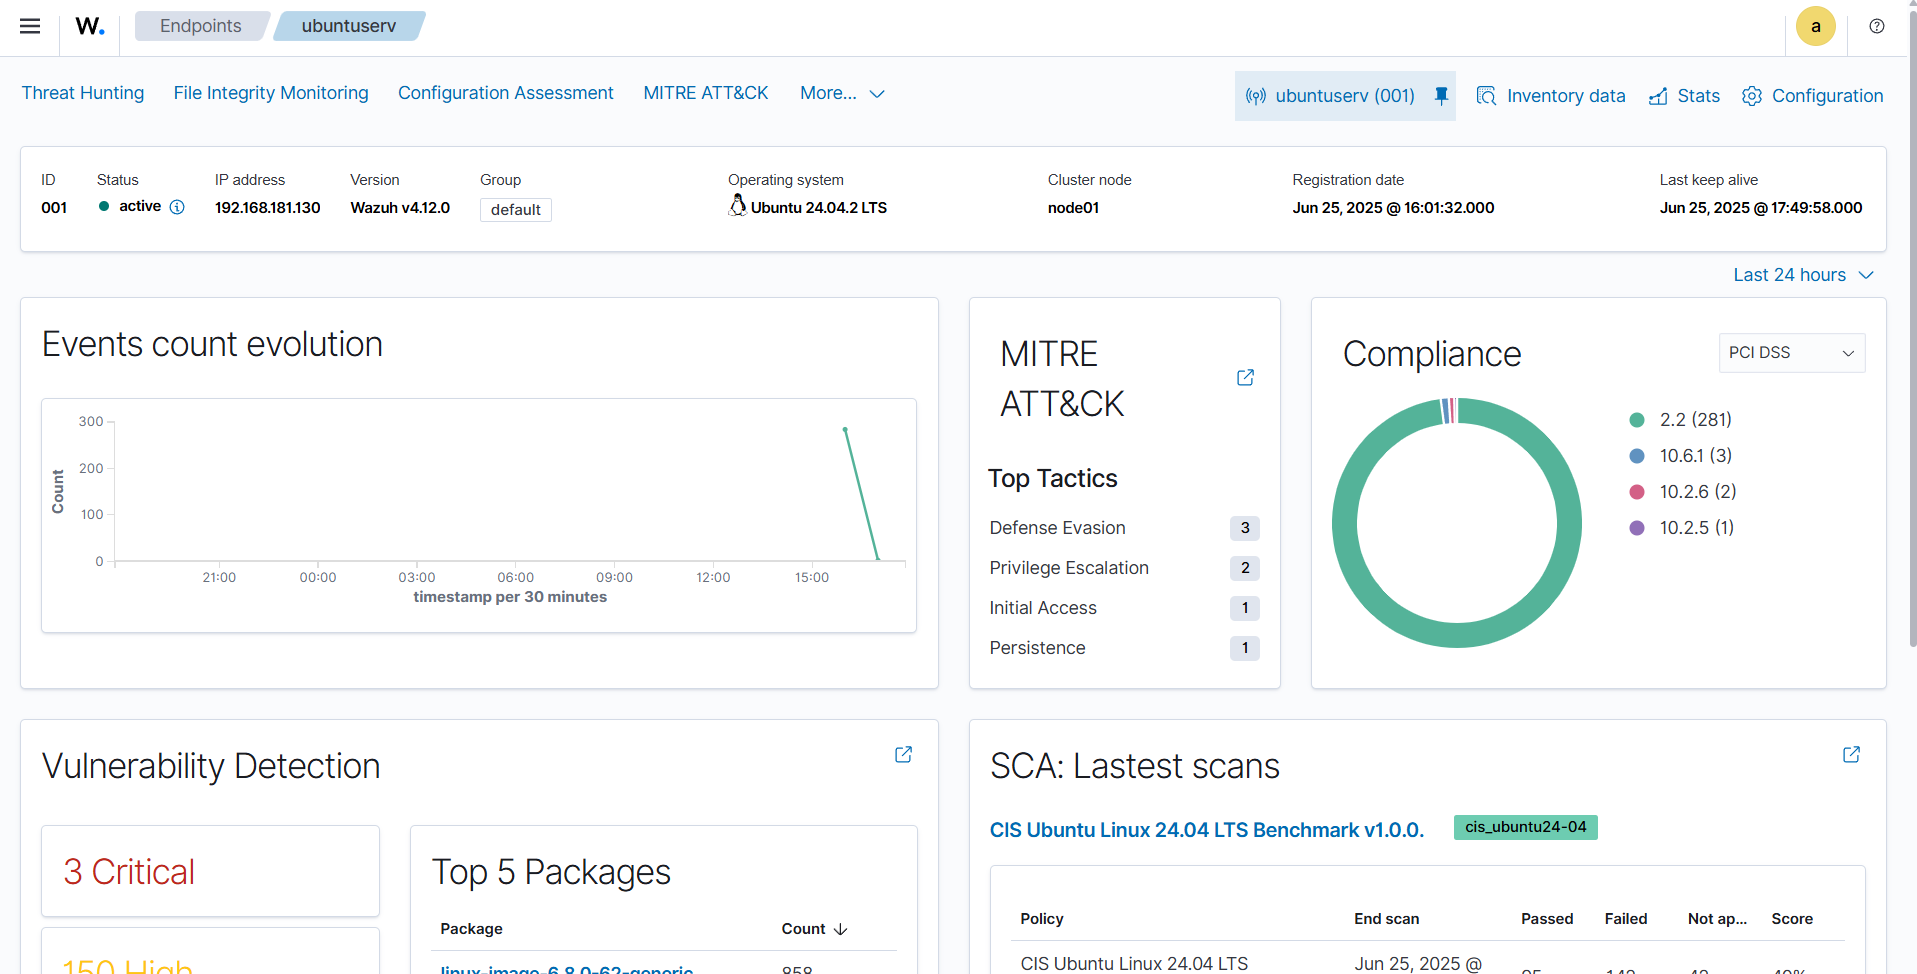 W.
Endpoints
ubuntuserv
a
Threat Hunting
File Integrity Monitoring
Configuration Assessment
MITRE ATT&CK
More...
ubuntuserv (001)
Inventory data
Stats
Configuration
ID
Status
IP address
Version
Group
Operating system
Cluster node
Registration date
Last keep alive
001
active
192.168.181.130
Wazuh v4.12.0
default
Ubuntu 24.04.2 LTS
node01
Jun 25, 2025 @ 16:01:32.000
Jun 25, 2025 @ 17:49:58.000
Last 24 hours
Events count evolution
300
200
100
0
Count
21:00
00:00
03:00
06:00
09:00
12:00
15:00
timestamp per 30 minutes
MITRE
ATT&CK
Top Tactics
Defense Evasion 3
Privilege Escalation 2
Initial Access 1
Persistence 1
Compliance
PCI DSS
2.2 (281)
10.6.1 (3)
10.2.6 (2)
10.2.5 (1)
Vulnerability Detection
3 Critical
150 High
Top 5 Packages
Package Count
linux-image-6.8.0-62-generic 858
SCA: Lastest scans
CIS Ubuntu Linux 24.04 LTS Benchmark v1.0.0.
cis_ubuntu24-04
Policy End scan Passed Failed Not ap... Score
CIS Ubuntu Linux 24.04 LTS Jun 25, 2025 @